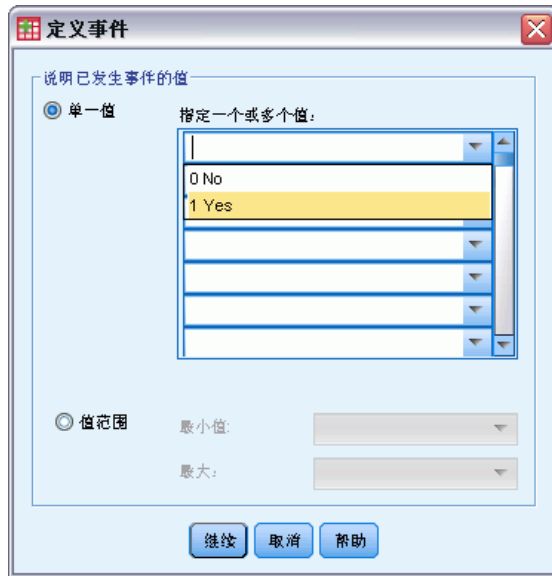 定义事件
说明已发生事件的值
单一值
指定一个或多个值:
0 No
1 Yes
值范围
最小值:
最大:
继续
取消
帮助